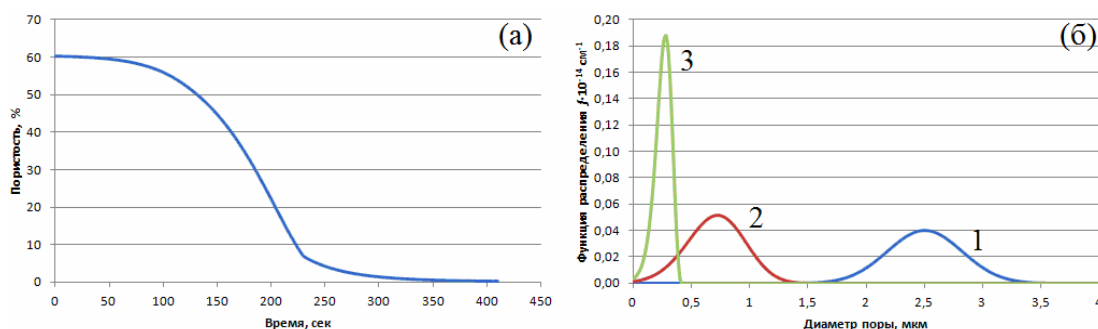 (а)
Пористость, %
70
60
50
40
30
20
10
0
0 50 100 150 200 250 300 350 400 450
Время, сек
(б)
Функция распределения f·10⁻¹⁴ см⁻¹
0,20
0,18
0,16
0,14
0,12
0,10
0,08
0,06
0,04
0,02
0,00
3
2
1
0 0,5 1 1,5 2 2,5 3 3,5 4
Диаметр поры, мкм